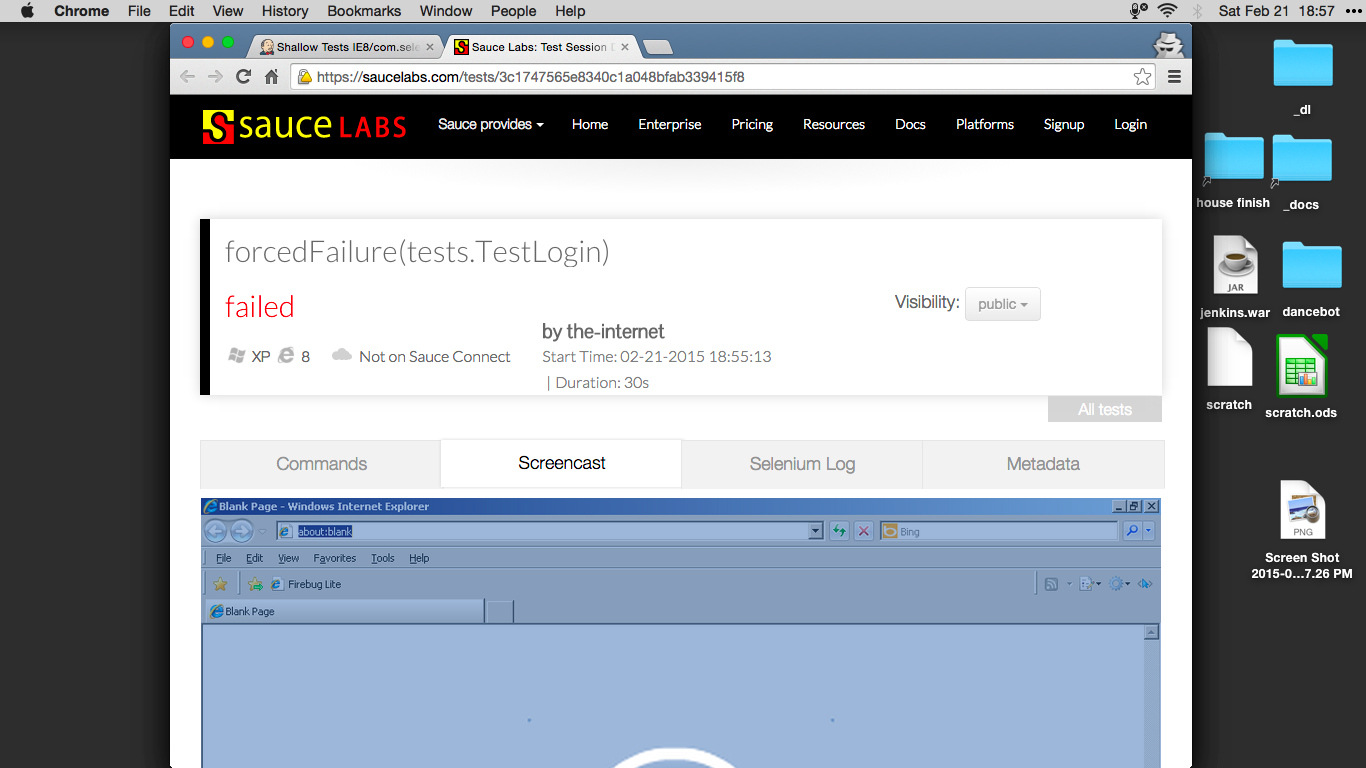 Chrome File Edit View History Bookmarks Window People Help Sat Feb 21 18:57
Shallow Tests IE8/com.sele
Sauce Labs: Test Session
https://saucelabs.com/tests/3c1747565e8340c1a048bfab339415f8
sauce LABS
Sauce provides Home Enterprise Pricing Resources Docs Platforms Signup Login
forcedFailure(tests.TestLogin)
failed
Visibility: public
by the-internet
XP 8 Not on Sauce Connect
Start Time: 02-21-2015 18:55:13
| Duration: 30s
All tests
Commands Screencast Selenium Log Metadata
Blank Page - Windows Internet Explorer
about:blank
Bing
File Edit View Favorites Tools Help
Firebug Lite
Blank Page
_dl
house finish
_docs
JAR
jenkins.war
dancebot
scratch
scratch.ods
PNG
Screen Shot
2015-0...7.26 PM